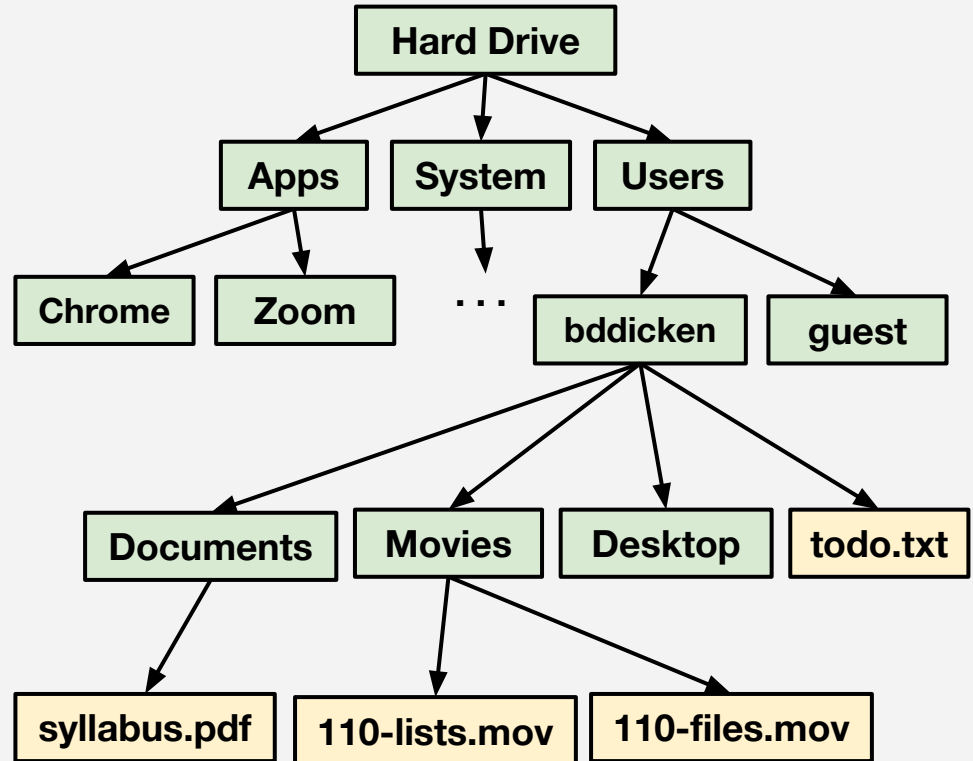 Hard Drive
Apps
System
Users
Chrome
Zoom
...
bddicken
guest
Documents
Movies
Desktop
todo.txt
syllabus.pdf
110-lists.mov
110-files.mov